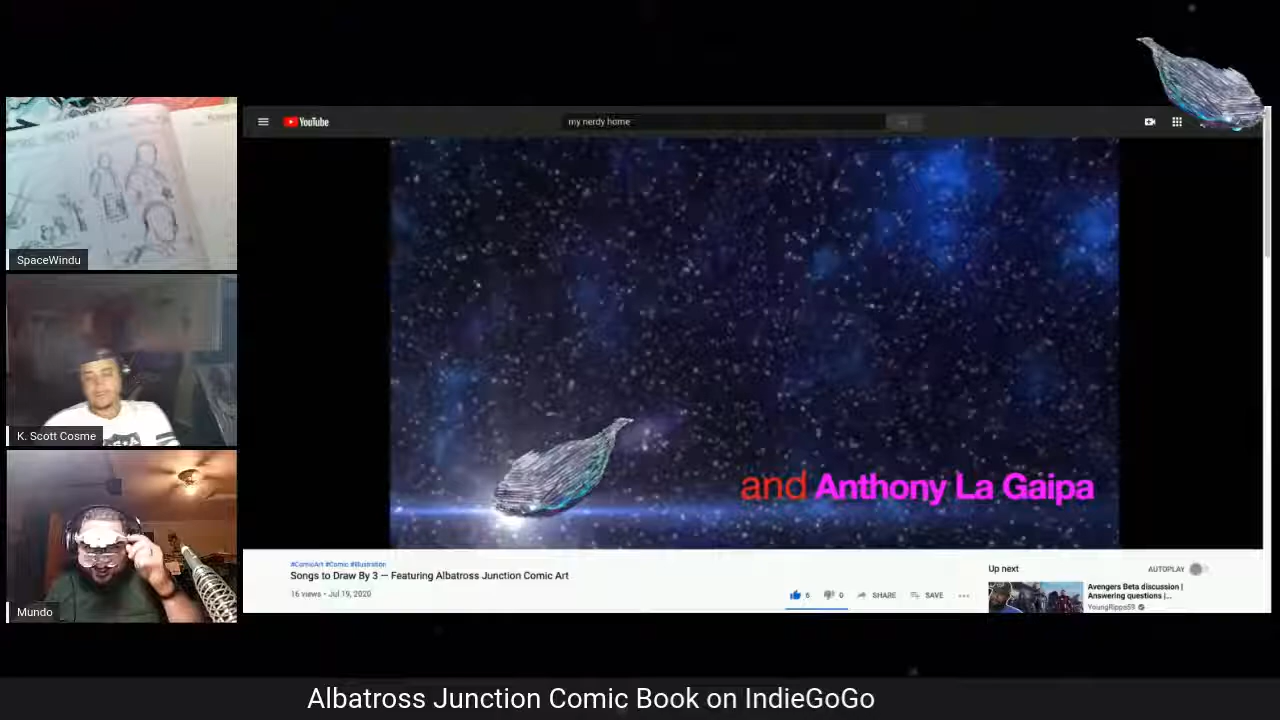 YouTube
my nerdy home
SpaceWindu
K. Scott Cosme
Mundo
and Anthony La Gaipa
#ComicArt #Comic #Illustration
Songs to Draw By 3 — Featuring Albatross Junction Comic Art
16 views • Jul 19, 2020
6
0
SHARE
SAVE
Up next
AUTOPLAY
Avengers Beta discussion |
Answering questions |...
YoungRippa59
Albatross Junction Comic Book on IndieGoGo